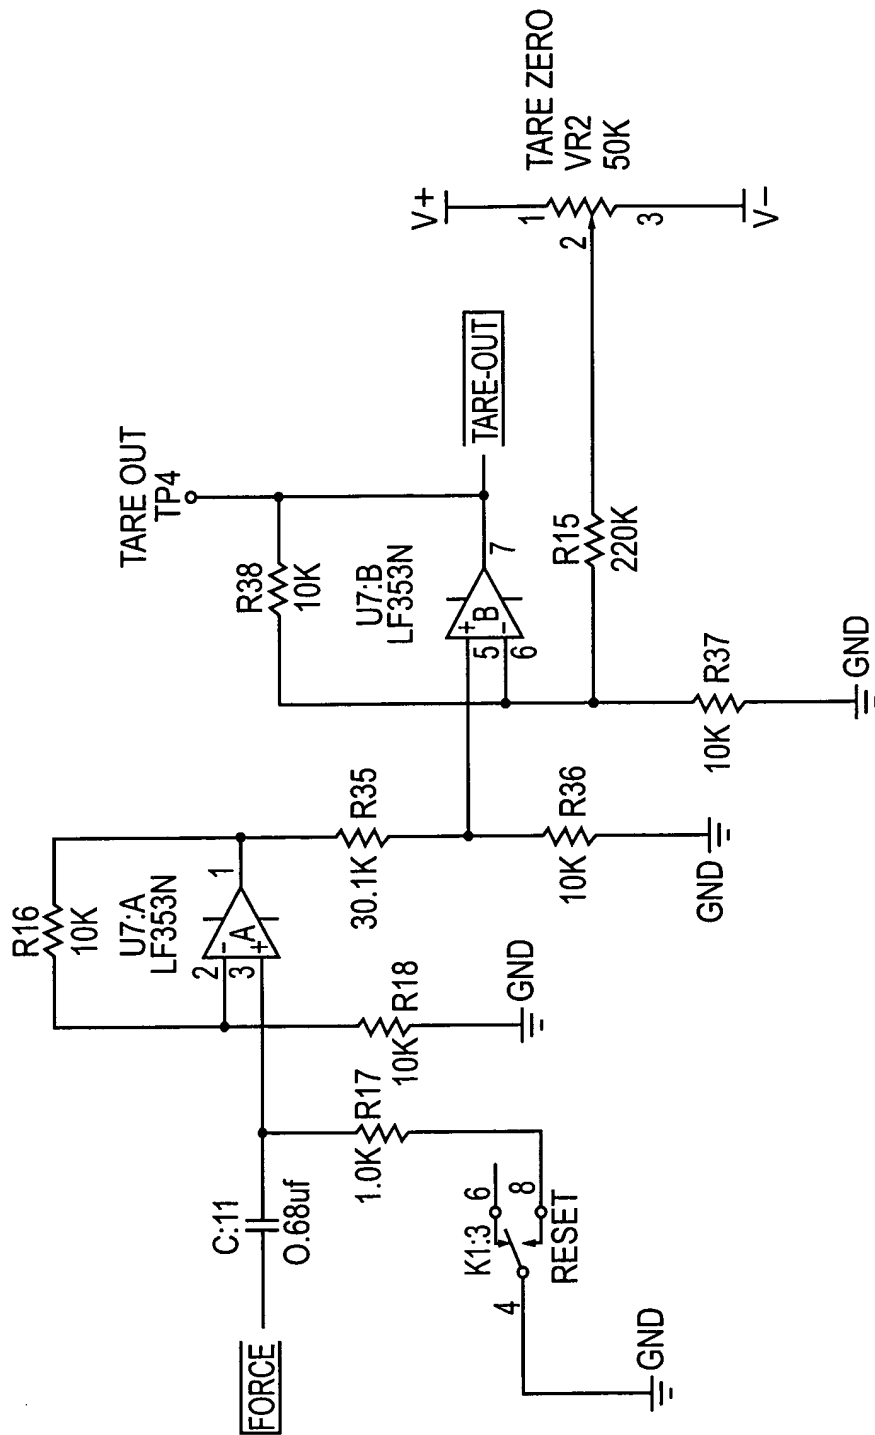 FORCE
C:11
0.68uf
R16
10K
U7:A
LF353N
2
3
-
+
A
1
R18
10K
GND
R17
1.0K
K1:3
6
8
4
RESET
GND
R35
30.1K
R36
10K
GND
TARE OUT
TP4
R38
10K
U7:B
LF353N
+
-
B
5
6
7
TARE-OUT
R15
220K
R37
10K
GND
V+
1
2
3
V-
TARE ZERO
VR2
50K